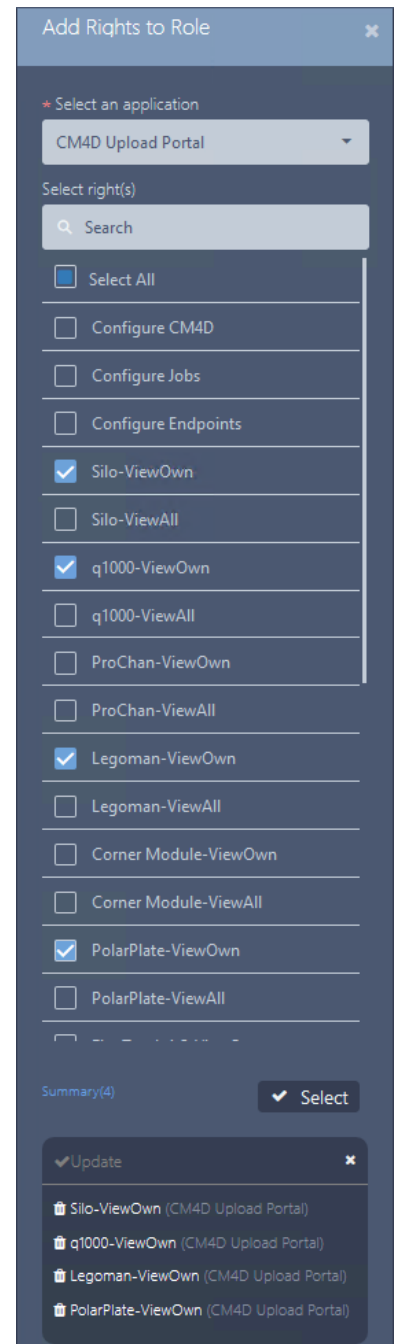 Add Rights to Role
* Select an application
CM4D Upload Portal
Select right(s)
Search
Select All
Configure CM4D
Configure Jobs
Configure Endpoints
Silo-ViewOwn
Silo-ViewAll
q1000-ViewOwn
q1000-ViewAll
ProChan-ViewOwn
ProChan-ViewAll
Legoman-ViewOwn
Legoman-ViewAll
Corner Module-ViewOwn
Corner Module-ViewAll
PolarPlate-ViewOwn
PolarPlate-ViewAll
Summary(4)
Select
Update
Silo-ViewOwn (CM4D Upload Portal)
q1000-ViewOwn (CM4D Upload Portal)
Legoman-ViewOwn (CM4D Upload Portal)
PolarPlate-ViewOwn (CM4D Upload Portal)